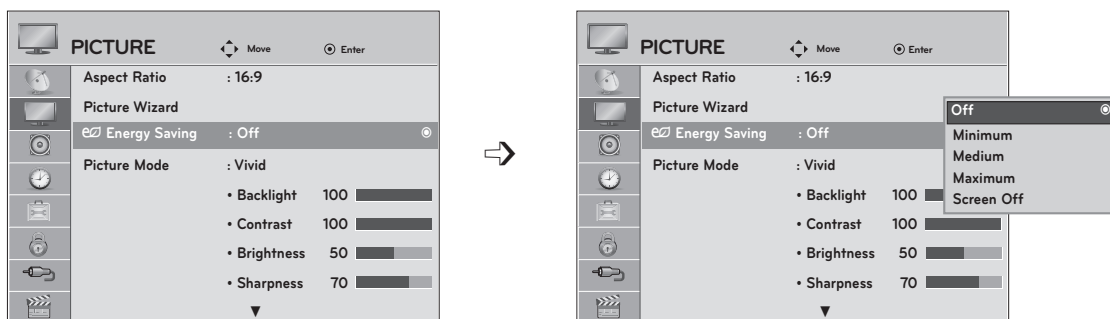 PICTURE Move Enter
Aspect Ratio : 16:9
Picture Wizard
Energy Saving : Off
Picture Mode : Vivid
• Backlight 100
• Contrast 100
• Brightness 50
• Sharpness 70
PICTURE Move Enter
Aspect Ratio : 16:9
Picture Wizard
Energy Saving : Off
Picture Mode : Vivid
• Backlight 100
• Contrast 100
• Brightness 50
• Sharpness 70
Off
Minimum
Medium
Maximum
Screen Off